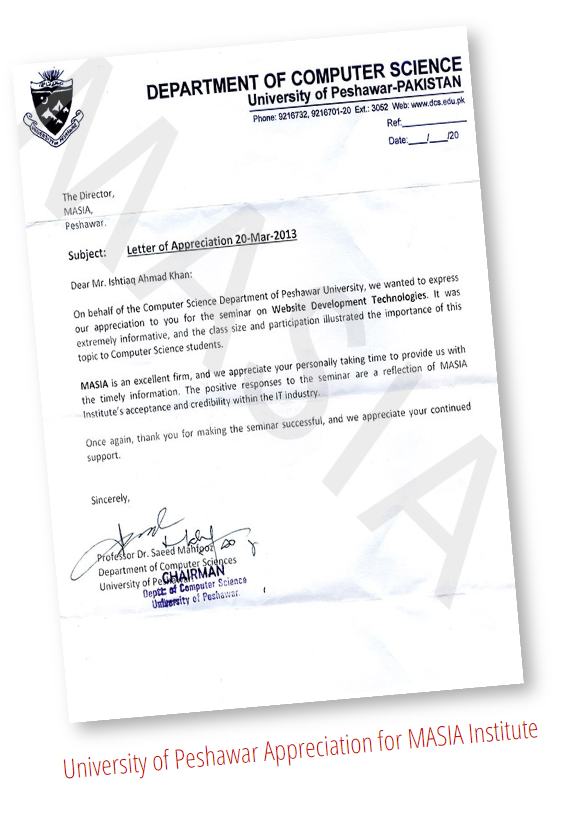 DEPARTMENT OF COMPUTER SCIENCE
University of Peshawar-PAKISTAN
Phone: 9216732, 9216701-20 Ext.: 3052 Web: www.dcs.edu.pk
Ref:
Date:___/___/20
The Director,
MASIA,
Peshawar.
Subject: Letter of Appreciation 20-Mar-2013
Dear Mr. Ishtiaq Ahmad Khan:
On behalf of the Computer Science Department of Peshawar University, we wanted to express
our appreciation to you for the seminar on Website Development Technologies. It was
extremely informative, and the class size and participation illustrated the importance of this
topic to Computer Science students.
MASIA is an excellent firm, and we appreciate your personally taking time to provide us with
the timely information. The positive responses to the seminar are a reflection of MASIA
Institute's acceptance and credibility within the IT industry.
Once again, thank you for making the seminar successful, and we appreciate your continued
support.
Sincerely,
Professor Dr. Saeed Mahfooz
Department of Computer Sciences
University of Peshawar
CHAIRMAN
Deptt: of Computer Science
University of Peshawar.
MASIA
University of Peshawar Appreciation for MASIA Institute